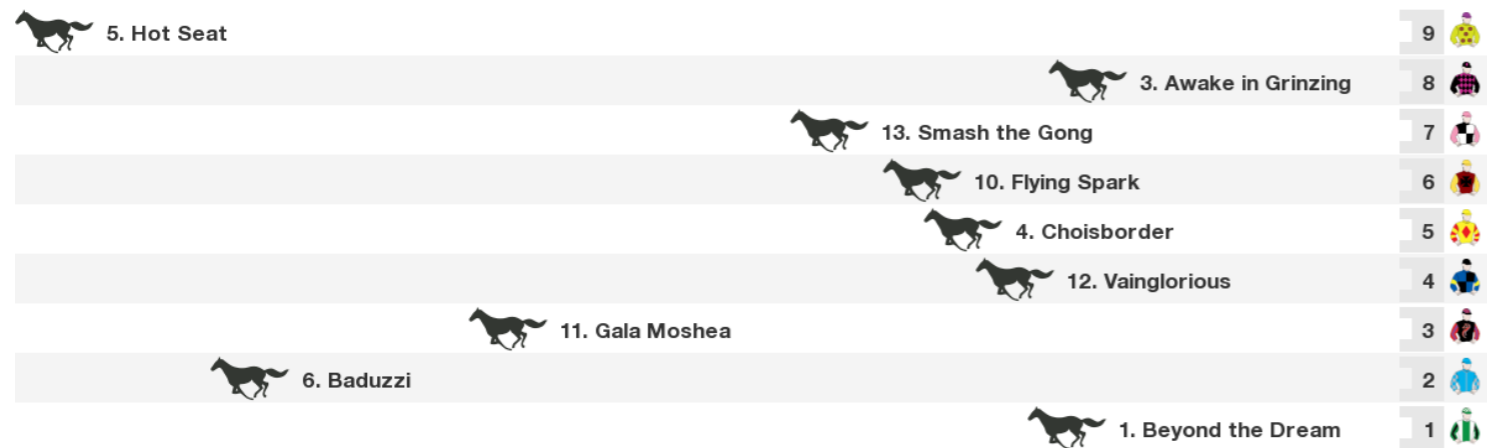 5. Hot Seat 9
3. Awake in Grinzing 8
13. Smash the Gong 7
10. Flying Spark 6
4. Choisborder 5
12. Vainglorious 4
11. Gala Moshea 3
6. Baduzzi 2
1. Beyond the Dream 1